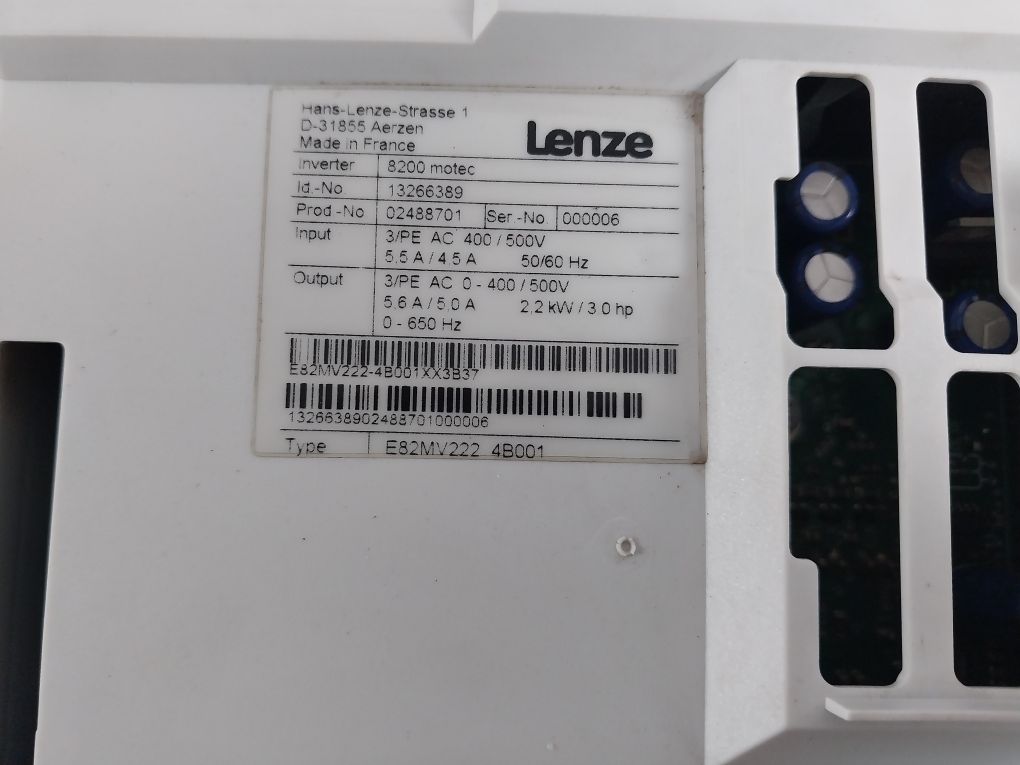 Hans-Lenze-Strasse 1
D-31855 Aerzen
Made in France
Lenze
Inverter 8200 motec
Id.-No. 13266389
Prod.-No 02488701 Ser.-No. 000006
Input 3/PE AC 400 / 500V
5.5 A / 4.5 A 50/60 Hz
Output 3/PE AC 0 - 400 / 500V
5.6 A / 5.0 A 2.2 kW / 3.0 hp
0 - 650 Hz
E82MV222-4B001XX3B37
1326638902488701000006
Type E82MV222_4B001